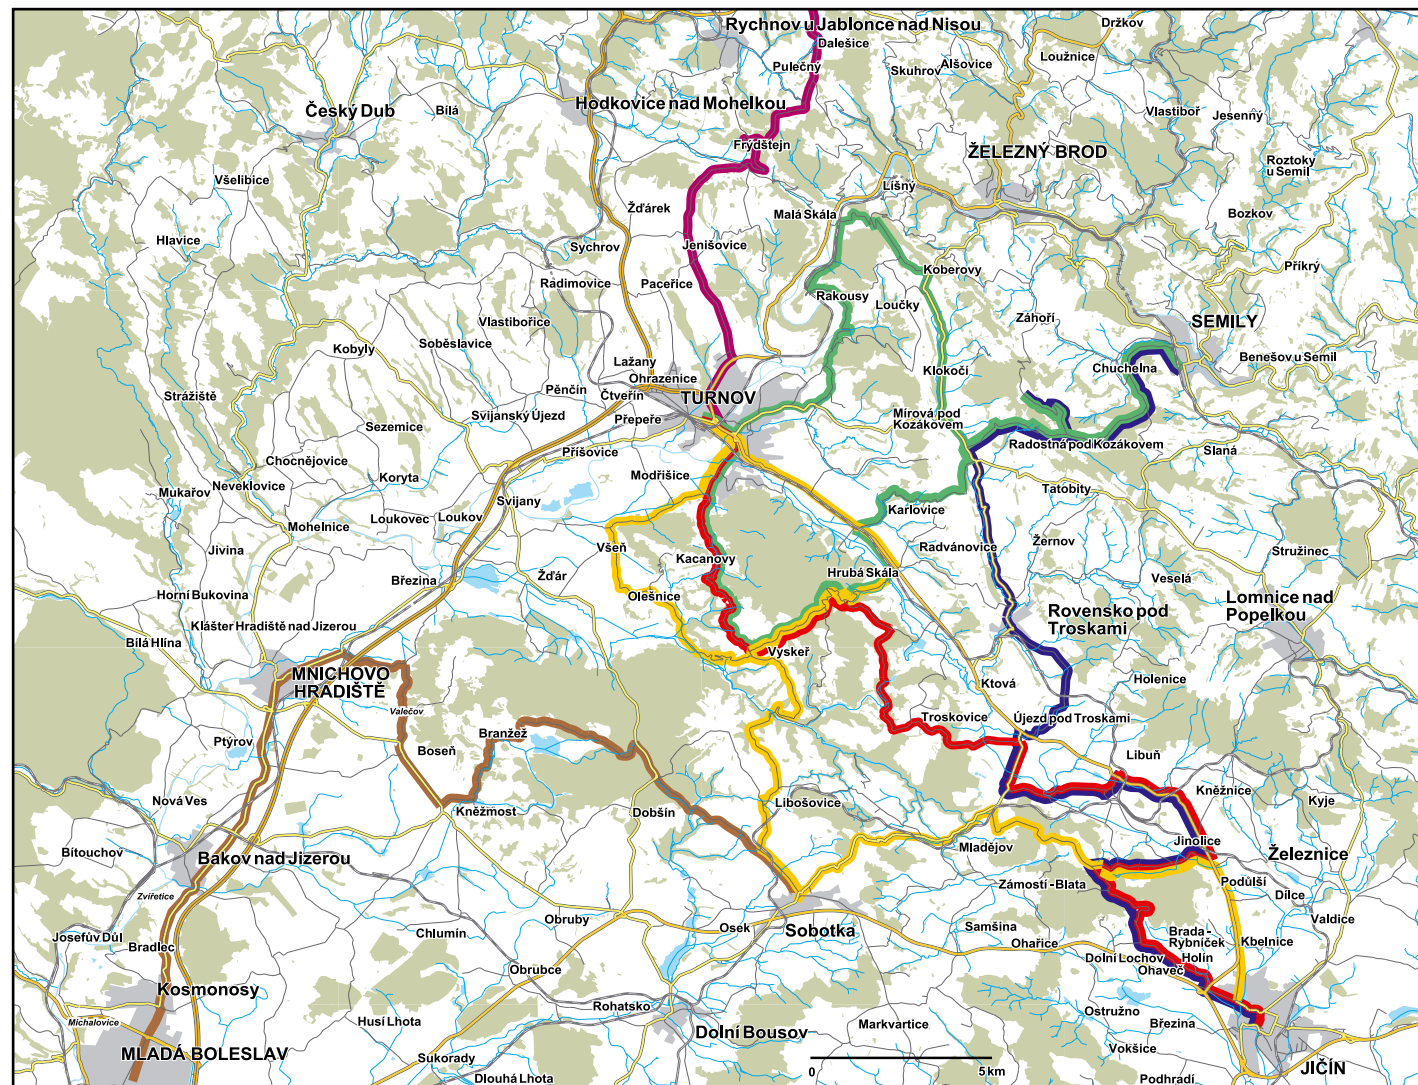 Rychnov u Jablonce nad Nisou
Držkov
Dalešice
Loužnice
Pulečný
Skuhrov
Alšovice
Hodkovice nad Mohelkou
Český Dub
Bílá
Vlastiboř
Jesenný
Frýdštejn
ŽELEZNÝ BROD
Roztoky
u Semil
Všelibice
Líšný
Žďárek
Malá Skála
Bozkov
Hlavice
Sychrov
Jenišovice
Koberovy
Příkrý
Radimovice
Paceřice
Rakousy
Loučky
Záhoří
SEMILY
Vlastibořice
Soběslavice
Kobyly
Benešov u Semil
Lažany
Ohrazenice
Klokočí
Chuchelna
Strážiště
Pěnčín
Čtveřín
TURNOV
Svijanský Újezd
Přepeře
Mírová pod
Kozákovem
Sezemice
Radostná pod Kozákovem
Slaná
Příšovice
Chocnějovice
Modřišice
Koryta
Neveklovice
Tatobity
Mukařov
Svijany
Karlovice
Loukovec
Loukov
Mohelnice
Žernov
Jivina
Všeň
Radvánovice
Stružinec
Kacanovy
Hrubá Skála
Březina
Žďár
Veselá
Horní Bukovina
Olešnice
Lomnice nad
Popelkou
Rovensko pod
Troskami
Klášter Hradiště nad Jizerou
Bílá Hlína
Vyskeř
MNICHOVO
HRADIŠTĚ
Ktová
Holenice
Valečov
Troskovice
Újezd pod Troskami
Ptýrov
Branžež
Boseň
Libuň
Nová Ves
Kněžmost
Libošovice
Kněžnice
Kyje
Dobšín
Bítouchov
Bakov nad Jizerou
Mladějov
Jinolice
Železnice
Zvířetice
Zámostí - Blata
Podůlší
Dílce
Obruby
Valdice
Josefův Důl
Chlumín
Osek
Sobotka
Samšina
Brada -
Rybníček
Bradlec
Ohařice
Kbelnice
Dolní Lochov
Holín
Obrubce
Ohaveč
Kosmonosy
Rohatsko
Ostružno
Michalovice
Husí Lhota
Dolní Bousov
Markvartice
Březina
MLADÁ BOLESLAV
Sukorady
Vokšice
Dlouhá Lhota
0
5 km
Podhradí
JIČÍN